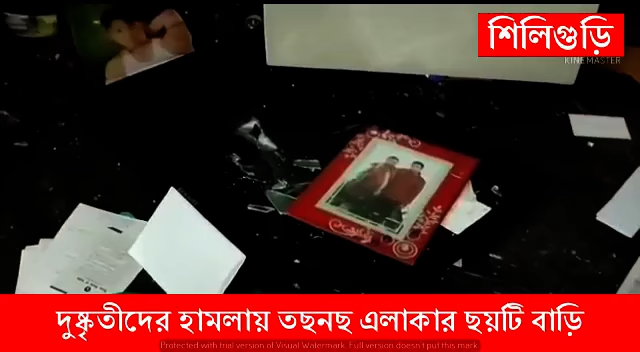 শিলিগুড়ি
KINEMASTER
দুষ্কৃতীদের হামলায় তছনছ এলাকার ছয়টি বাড়ি
Protected with trial version of Visual Watermark. Full version doesn't put this mark.